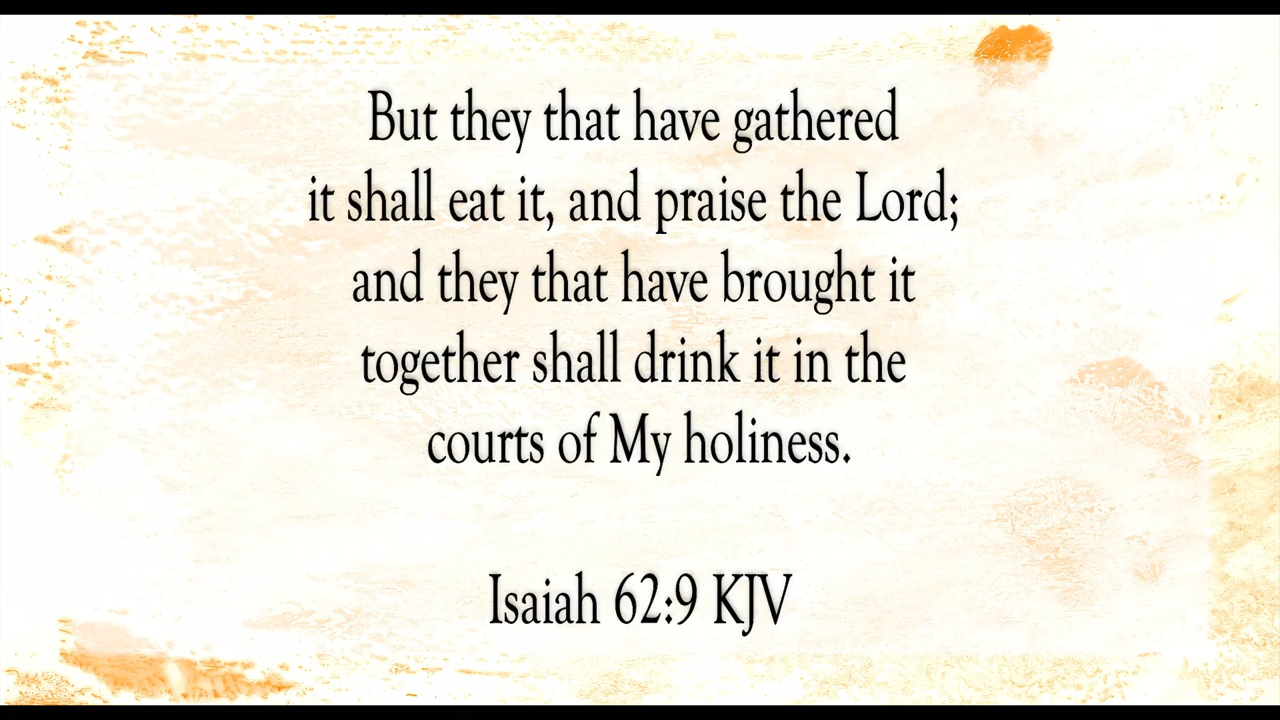 But they that have gathered
it shall eat it, and praise the Lord;
and they that have brought it
together shall drink it in the
courts of My holiness.
Isaiah 62:9 KJV